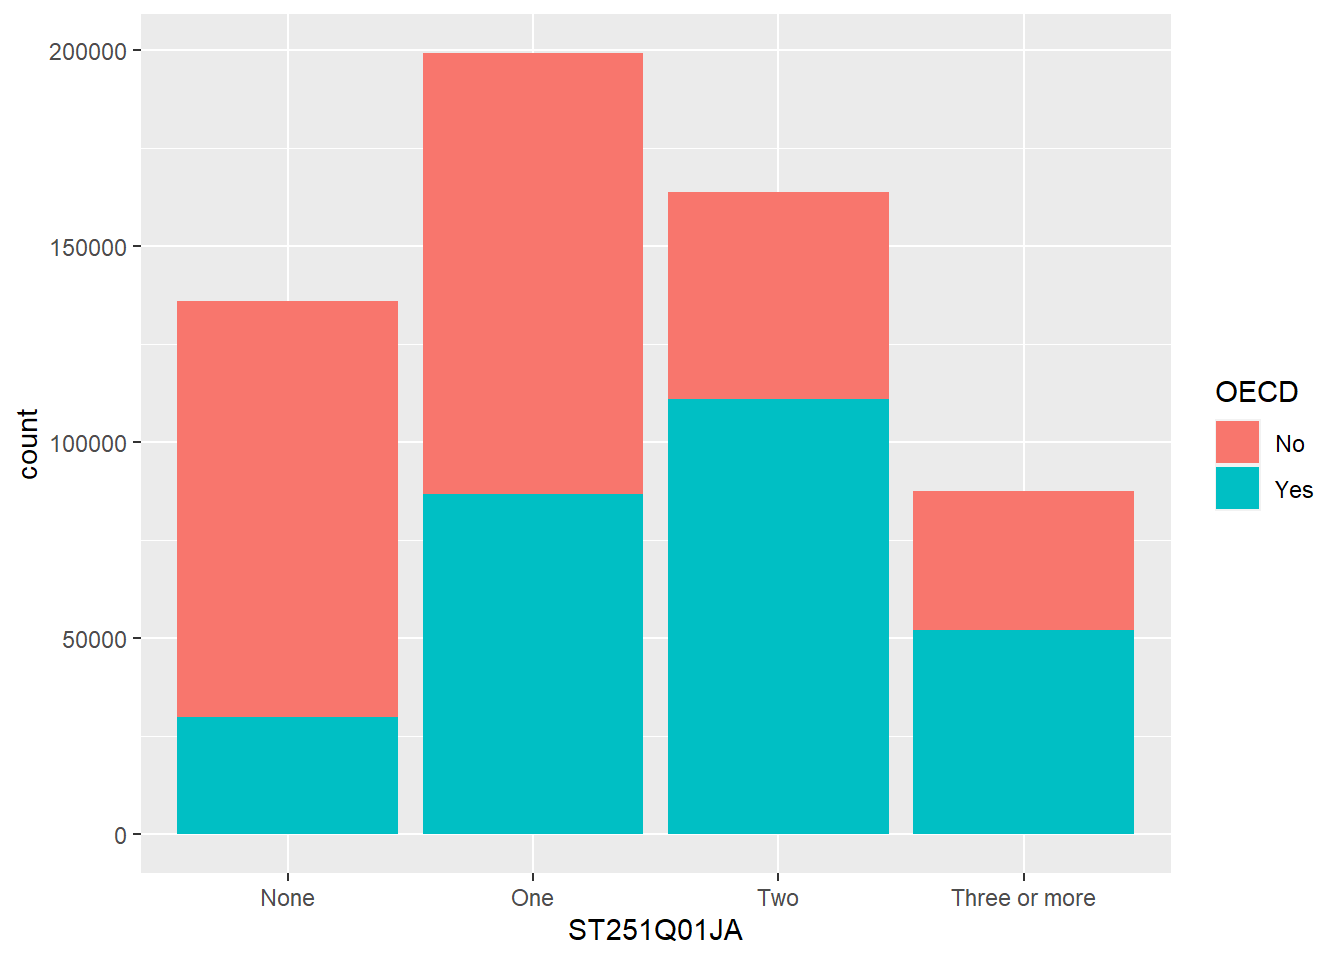 count
200000
150000
100000
50000
0
None One Two Three or more
ST251Q01JA
OECD
No
Yes